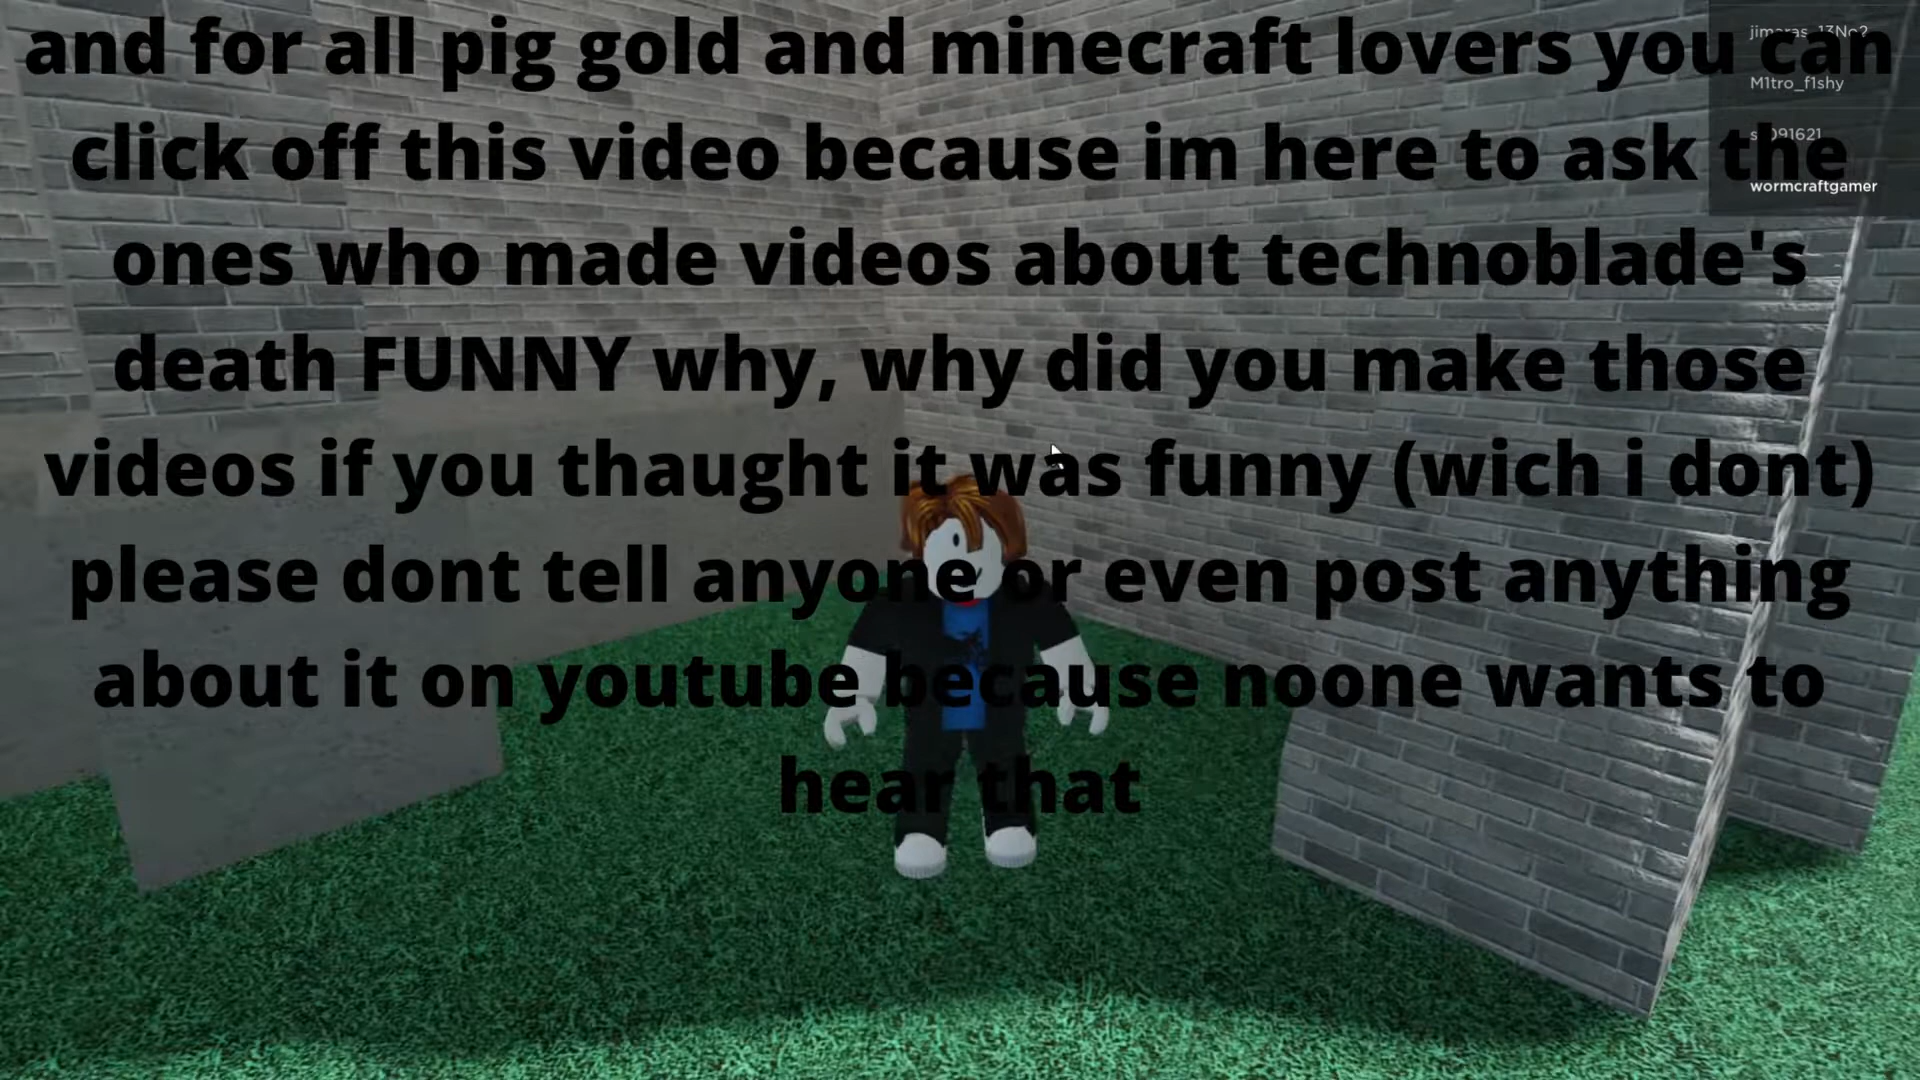 and for all pig gold and minecraft lovers you can
click off this video because im here to ask the
ones who made videos about technoblade's
death FUNNY why, why did you make those
videos if you thaught it was funny (wich i dont)
please dont tell anyone or even post anything
about it on youtube because noone wants to
hear that
M1tro_f1shy
wormcraftgamer